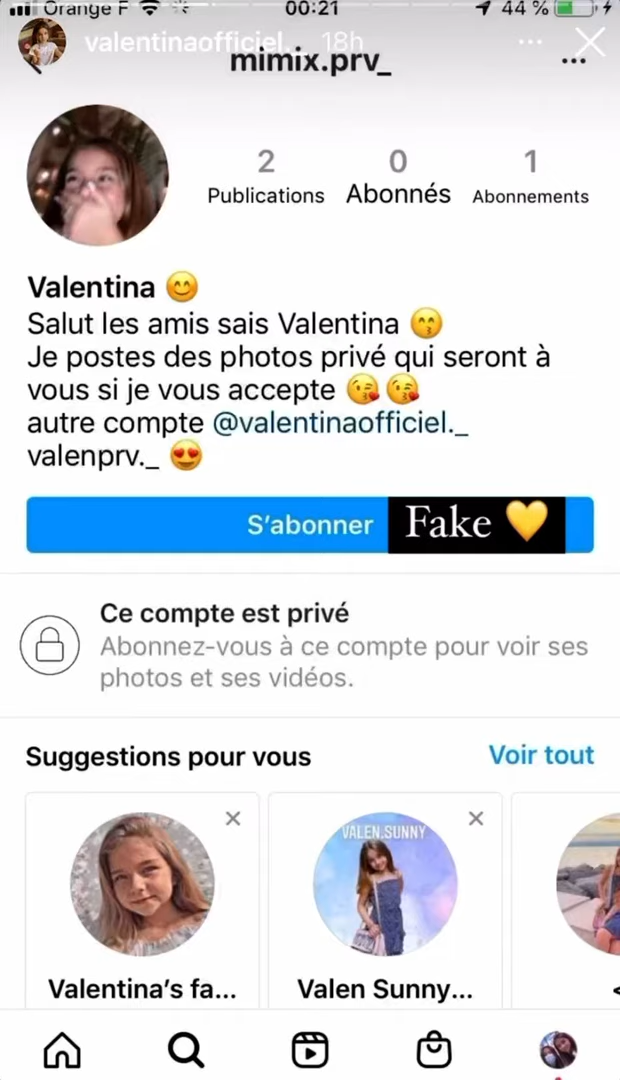 Orange F
00:21
44 %
valentinaofficiel._ 18h
mimix.prv_
2
0
1
Publications
Abonnés
Abonnements
Valentina 😊
Salut les amis sais Valentina 😙
Je postes des photos privé qui seront à
vous si je vous accepte 😘😘
autre compte @valentinaofficiel._
valenprv._ 😍
S'abonner
Fake 💛
Ce compte est privé
Abonnez-vous à ce compte pour voir ses
photos et ses vidéos.
Suggestions pour vous
Voir tout
VALEN.SUNNY
Valentina's fa...
Valen Sunny...